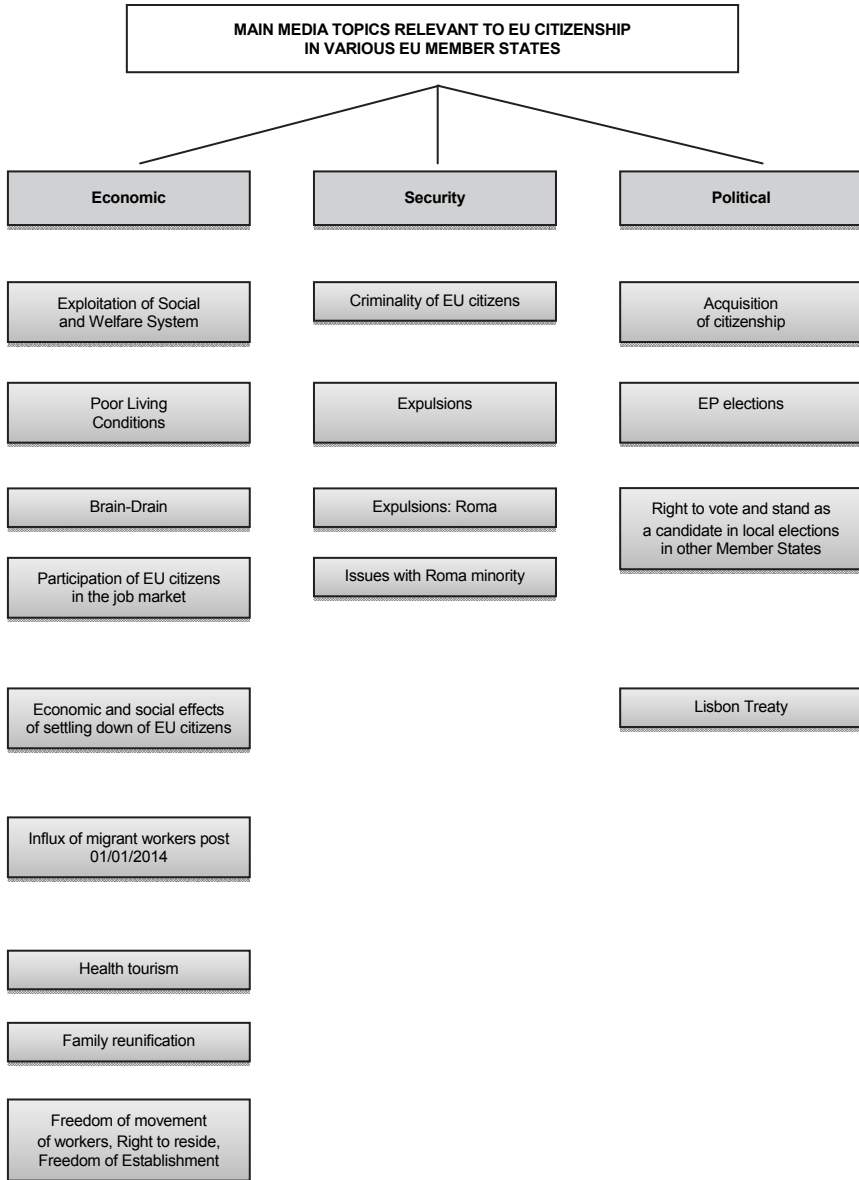 MAIN MEDIA TOPICS RELEVANT TO EU CITIZENSHIP
IN VARIOUS EU MEMBER STATES
Economic
Security
Political
Exploitation of Social
and Welfare System
Criminality of EU citizens
Acquisition
of citizenship
Poor Living
Conditions
Expulsions
EP elections
Brain-Drain
Expulsions: Roma
Right to vote and stand as
a candidate in local elections
in other Member States
Participation of EU citizens
in the job market
Issues with Roma minority
Economic and social effects
of settling down of EU citizens
Lisbon Treaty
Influx of migrant workers post
01/01/2014
Health tourism
Family reunification
Freedom of movement
of workers, Right to reside,
Freedom of Establishment